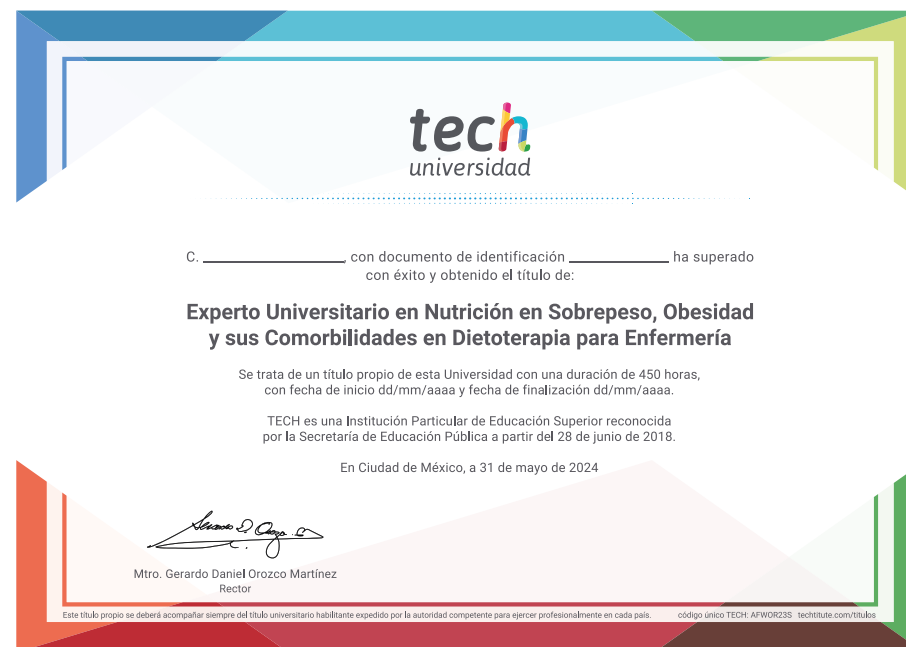 tech
universidad
C. ____________________, con documento de identificación ______________ ha superado
con éxito y obtenido el título de:
Experto Universitario en Nutrición en Sobrepeso, Obesidad
y sus Comorbilidades en Dietoterapia para Enfermería
Se trata de un título propio de esta Universidad con una duración de 450 horas,
con fecha de inicio dd/mm/aaaa y fecha de finalización dd/mm/aaaa.
TECH es una Institución Particular de Educación Superior reconocida
por la Secretaría de Educación Pública a partir del 28 de junio de 2018.
En Ciudad de México, a 31 de mayo de 2024
Mtro. Gerardo Daniel Orozco Martínez
Rector
Este título propio se deberá acompañar siempre del título universitario habilitante expedido por la autoridad competente para ejercer profesionalmente en cada país. código único TECH: AFWOR23S techtitute.com/titulos